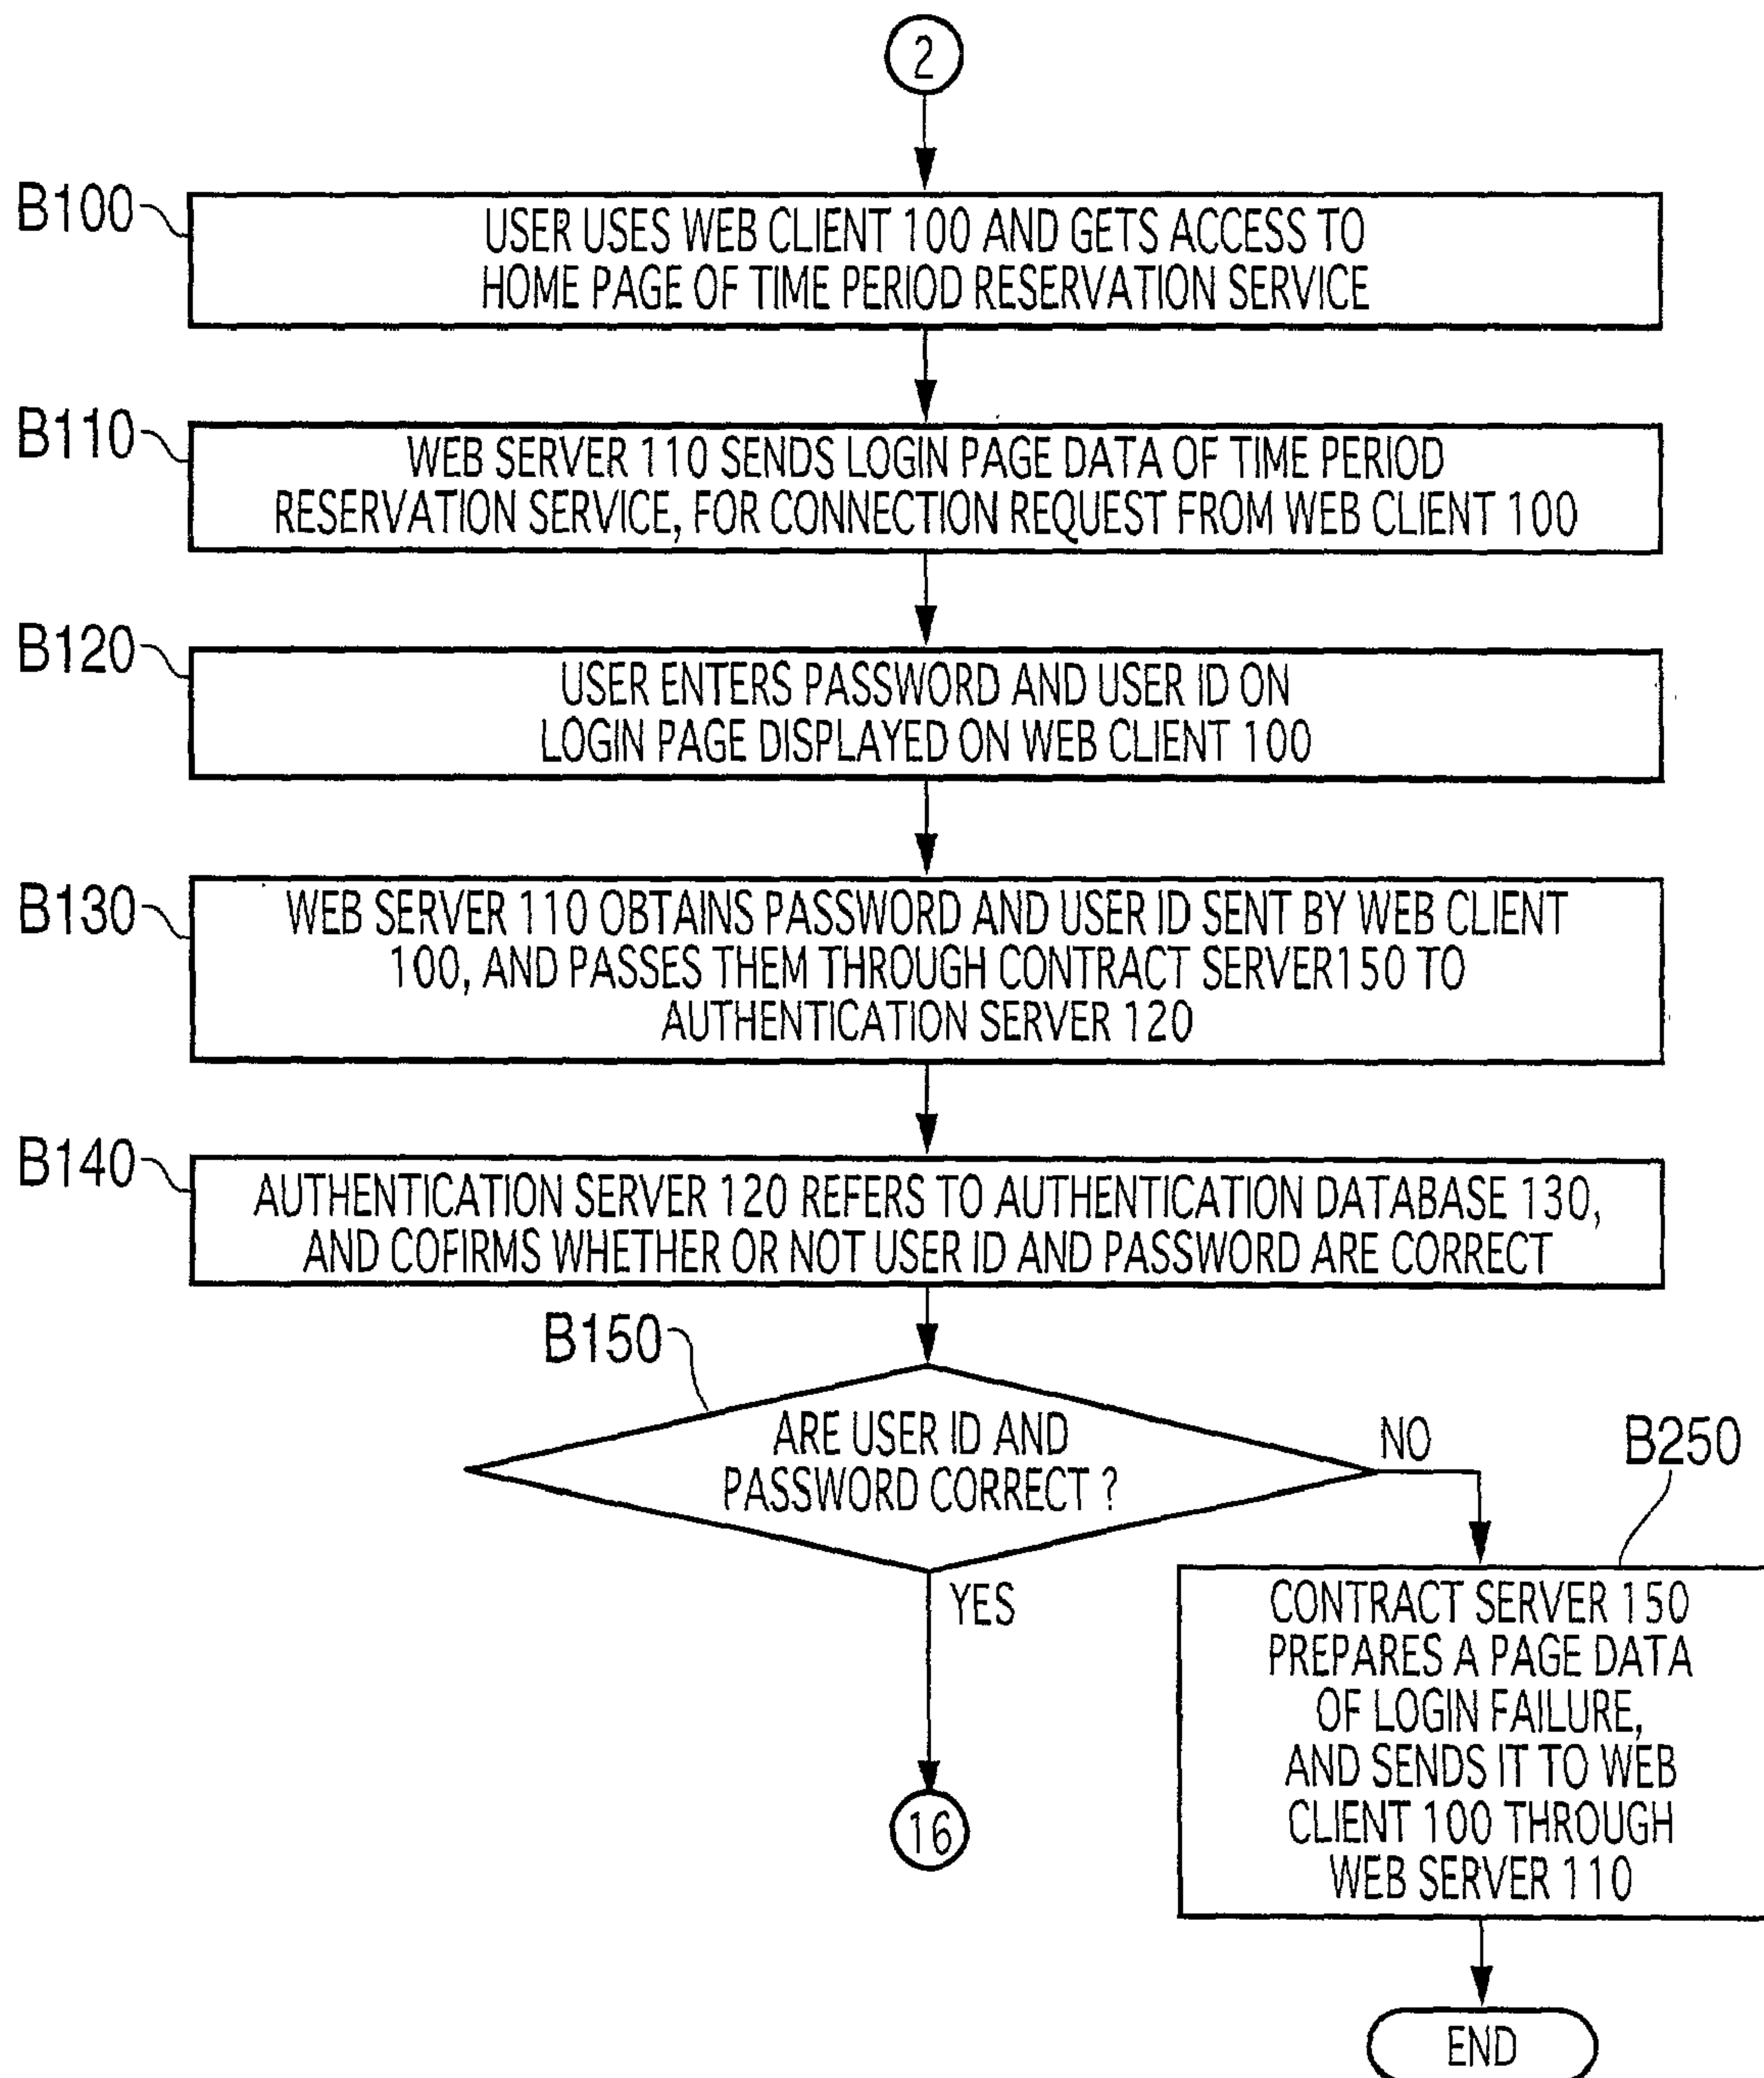 2
B100
USER USES WEB CLIENT 100 AND GETS ACCESS TO
HOME PAGE OF TIME PERIOD RESERVATION SERVICE
B110
WEB SERVER 110 SENDS LOGIN PAGE DATA OF TIME PERIOD
RESERVATION SERVICE, FOR CONNECTION REQUEST FROM WEB CLIENT 100
B120
USER ENTERS PASSWORD AND USER ID ON
LOGIN PAGE DISPLAYED ON WEB CLIENT 100
B130
WEB SERVER 110 OBTAINS PASSWORD AND USER ID SENT BY WEB CLIENT
100, AND PASSES THEM THROUGH CONTRACT SERVER150 TO
AUTHENTICATION SERVER 120
B140
AUTHENTICATION SERVER 120 REFERS TO AUTHENTICATION DATABASE 130,
AND COFIRMS WHETHER OR NOT USER ID AND PASSWORD ARE CORRECT
B150
ARE USER ID AND
PASSWORD CORRECT ?
NO
B250
YES
CONTRACT SERVER 150
PREPARES A PAGE DATA
OF LOGIN FAILURE,
AND SENDS IT TO WEB
CLIENT 100 THROUGH
WEB SERVER 110
16
END